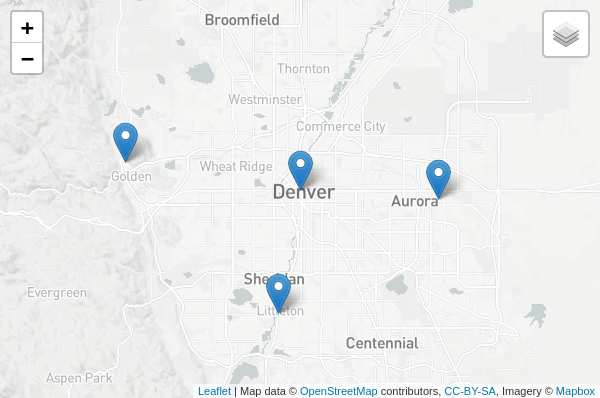 +
−
Broomfield
Thornton
Westminster
Commerce City
Wheat Ridge
Golden
Denver
Aurora
Sheridan
Evergreen
Littleton
Centennial
Aspen Park
Leaflet | Map data © OpenStreetMap contributors, CC-BY-SA, Imagery © Mapbox